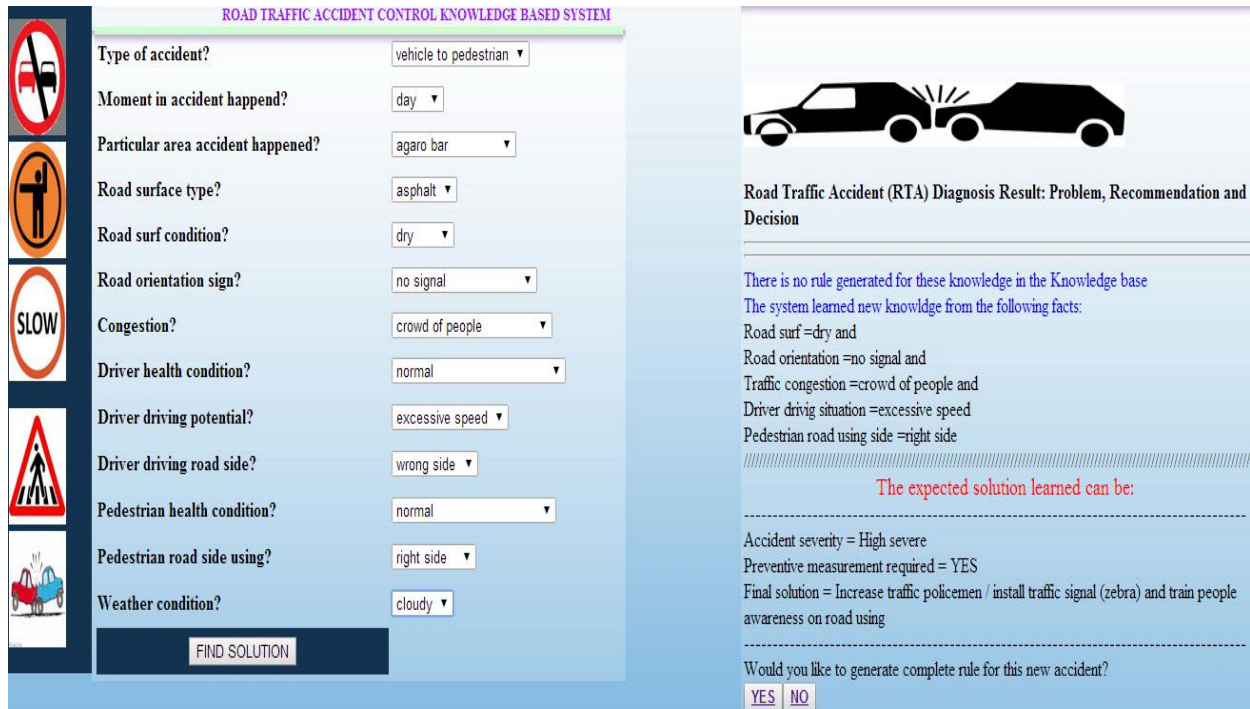 ROAD TRAFFIC ACCIDENT CONTROL KNOWLEDGE BASED SYSTEM
Type of accident? vehicle to pedestrian
Moment in accident happend? day
Particular area accident happened? agaro bar
Road surface type? asphalt
Road surf condition? dry
Road orientation sign? no signal
SLOW
Congestion? crowd of people
Driver health condition? normal
Driver driving potential? excessive speed
Driver driving road side? wrong side
Pedestrian health condition? normal
Pedestrian road side using? right side
Weather condition? cloudy
FIND SOLUTION
Road Traffic Accident (RTA) Diagnosis Result: Problem, Recommendation and
Decision
There is no rule generated for these knowledge in the Knowledge base
The system learned new knowldge from the following facts:
Road surf =dry and
Road orientation =no signal and
Traffic congestion =crowd of people and
Driver drivig situation =excessive speed
Pedestrian road using side =right side
The expected solution learned can be:
Accident severity = High severe
Preventive measurement required = YES
Final solution = Increase traffic policemen / install traffic signal (zebra) and train people
awareness on road using
Would you like to generate complete rule for this new accident?
YES NO